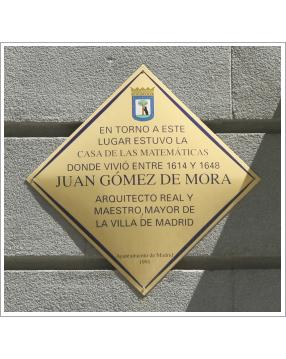 EN TORNO A ESTE
LUGAR ESTUVO LA
CASA DE LAS MATEMÁTICAS
DONDE VIVIÓ ENTRE 1614 Y 1648
JUAN GÓMEZ DE MORA
ARQUITECTO REAL Y
MAESTRO MAYOR DE
LA VILLA DE MADRID
Ayuntamiento de Madrid